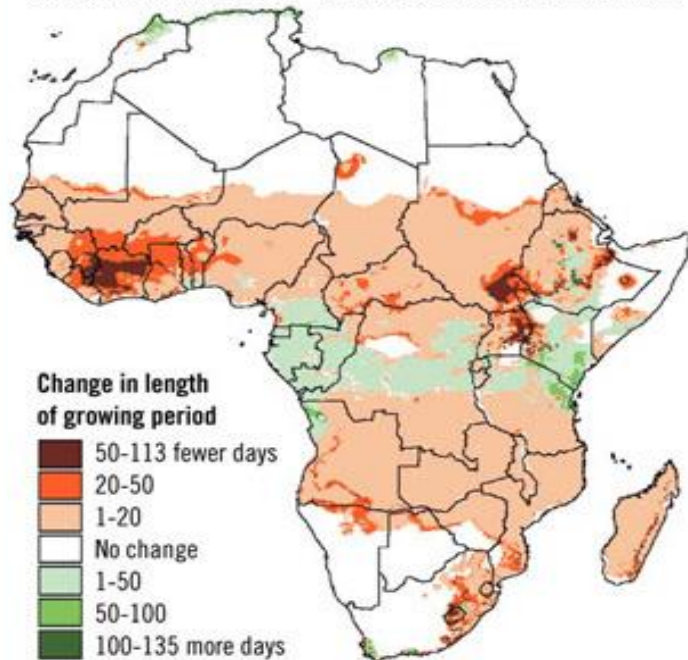 Change in length
of growing period
50-113 fewer days
20-50
1-20
No change
1-50
50-100
100-135 more days